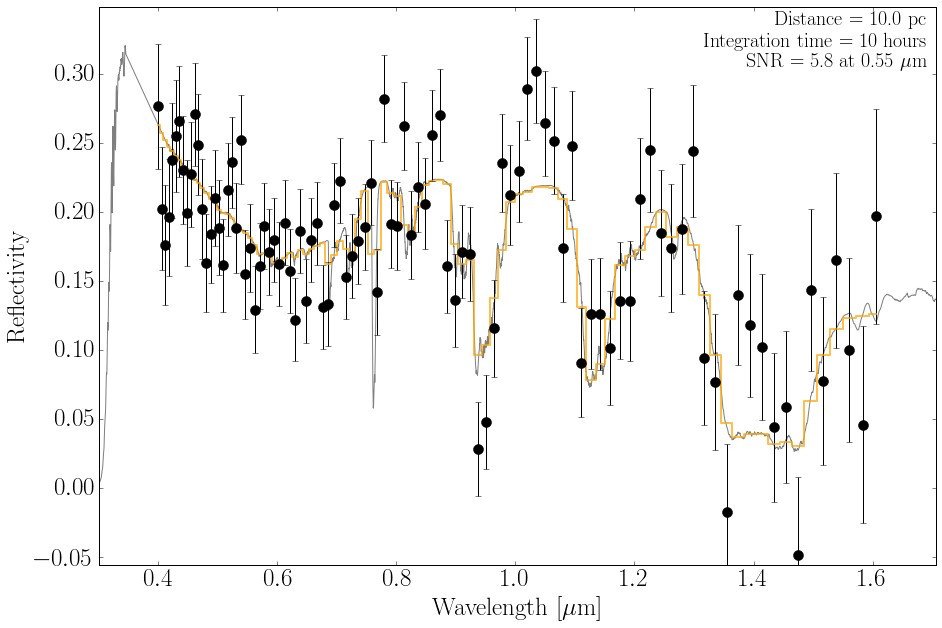 Distance = 10.0 pc
Integration time = 10 hours
SNR = 5.8 at 0.55 μm
Reflectivity
0.30
0.25
0.20
0.15
0.10
0.05
0.00
−0.05
0.4 0.6 0.8 1.0 1.2 1.4 1.6
Wavelength [μm]